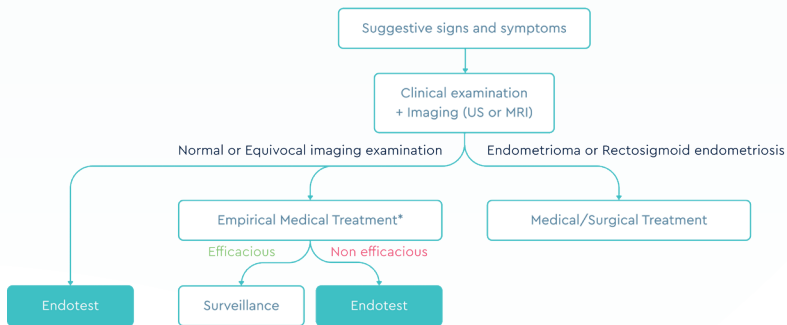 Suggestive signs and symptoms
Clinical examination
+ Imaging (US or MRI)
Normal or Equivocal imaging examination
Endometrioma or Rectosigmoid endometriosis
Empirical Medical Treatment*
Medical/Surgical Treatment
Efficacious
Non efficacious
Endotest
Surveillance
Endotest